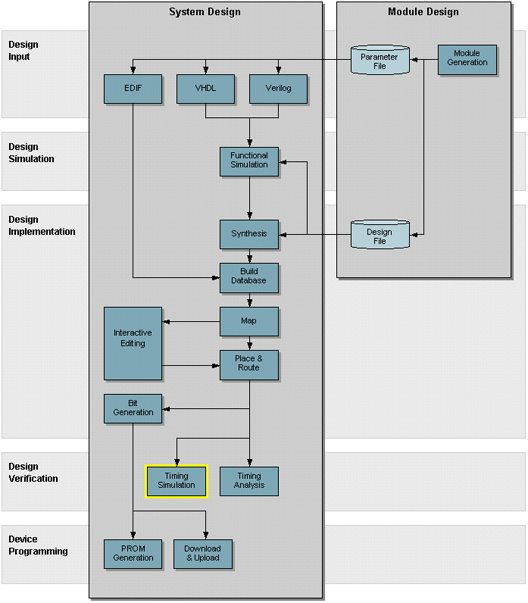 System Design
Module Design
Design
Input
Parameter
File
Module
Generation
EDIF
VHDL
Verilog
Design
Simulation
Functional
Simulation
Design
Implementation
Synthesis
Design
File
Build
Database
Map
Interactive
Editing
Place &
Route
Bit
Generation
Design
Verification
Timing
Simulation
Timing
Analysis
Device
Programming
PROM
Generation
Download
& Upload